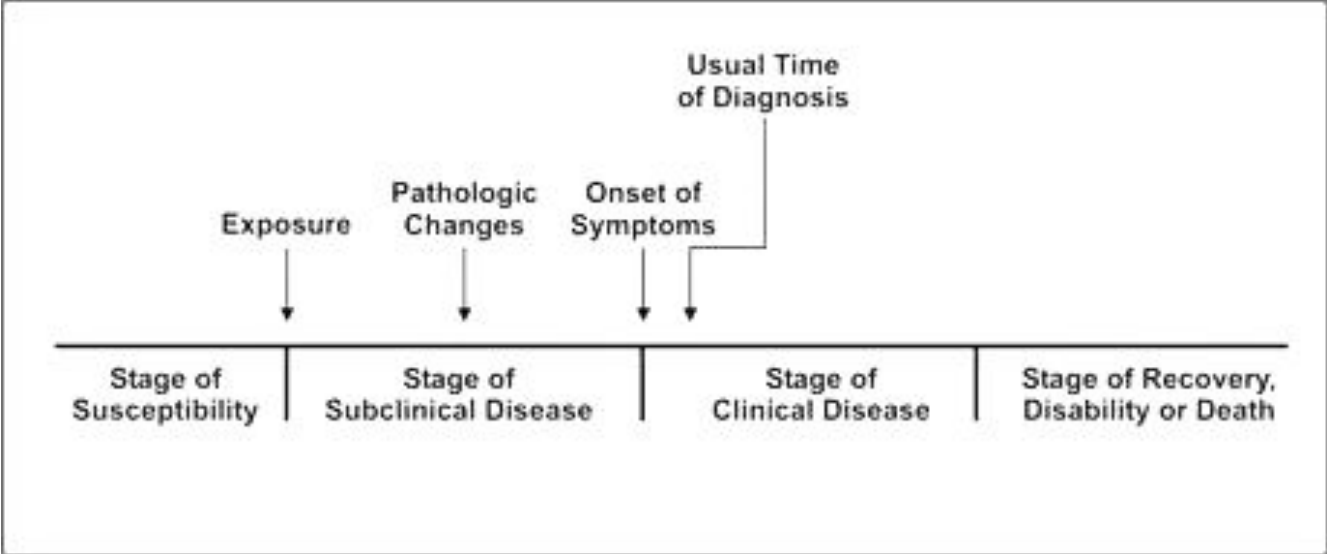 Usual Time
of Diagnosis
Pathologic
Changes
Onset of
Symptoms
Exposure
Stage of
Susceptibility
Stage of
Subclinical Disease
Stage of
Clinical Disease
Stage of Recovery,
Disability or Death